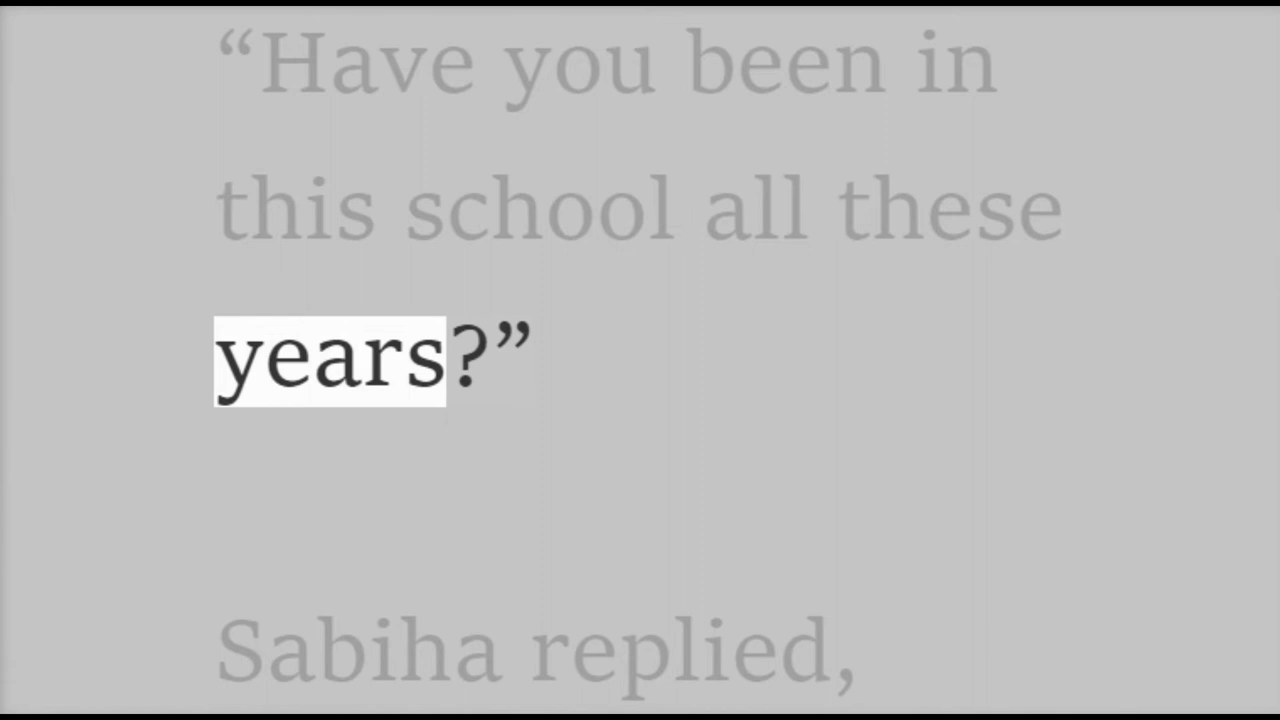 “Have you been in
this school all these
years?”
Sabiha replied,